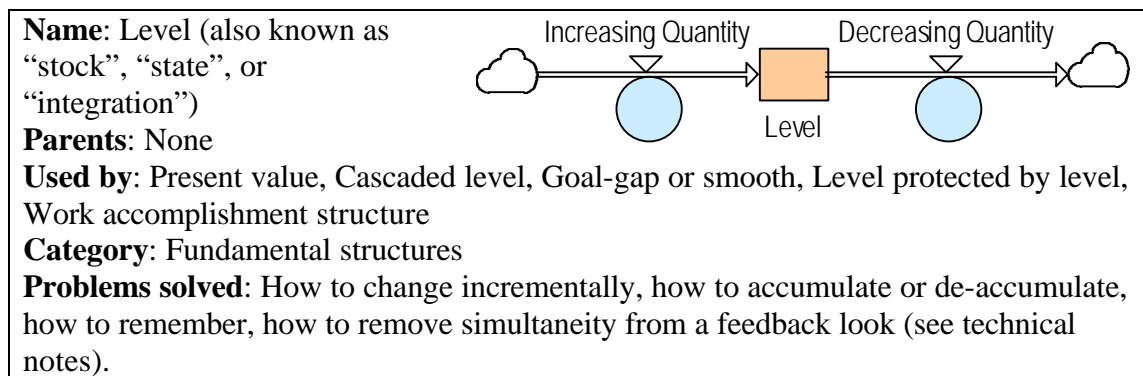 Name: Level (also known as
“stock”, “state”, or
“integration”)
Increasing Quantity
Decreasing Quantity
Level
Parents: None
Used by: Present value, Cascaded level, Goal-gap or smooth, Level protected by level,
Work accomplishment structure
Category: Fundamental structures
Problems solved: How to change incrementally, how to accumulate or de-accumulate,
how to remember, how to remove simultaneity from a feedback look (see technical
notes).